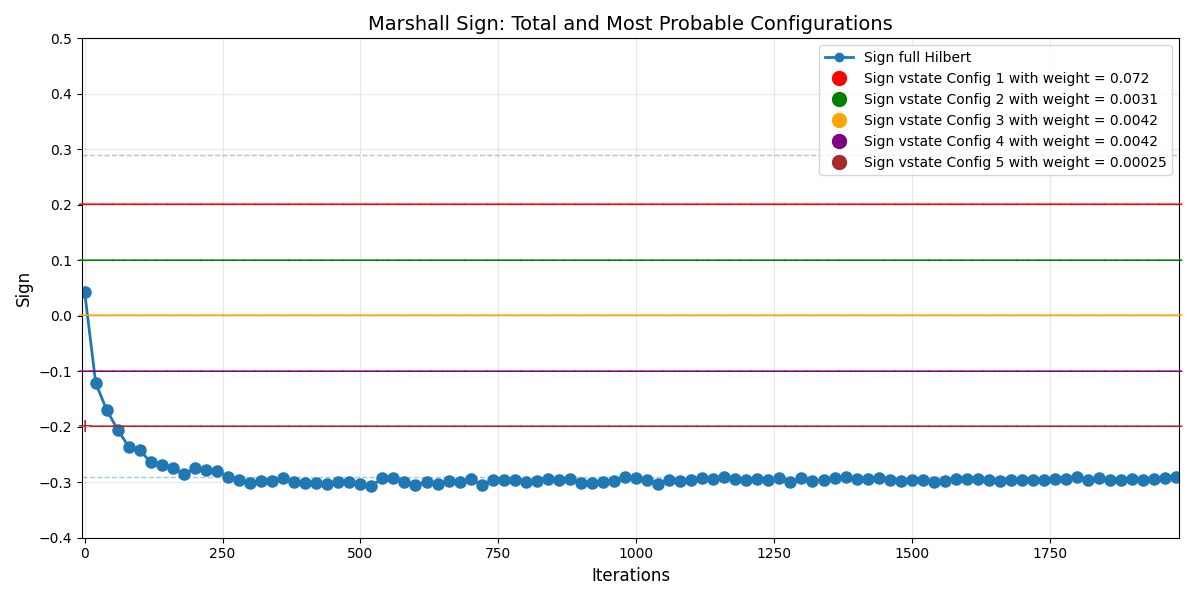 Marshall Sign: Total and Most Probable Configurations
Sign full Hilbert
Sign vstate Config 1 with weight = 0.072
Sign vstate Config 2 with weight = 0.0031
Sign vstate Config 3 with weight = 0.0042
Sign vstate Config 4 with weight = 0.0042
Sign vstate Config 5 with weight = 0.00025
Sign
0.5
0.4
0.3
0.2
0.1
0.0
−0.1
−0.2
−0.3
−0.4
0 250 500 750 1000 1250 1500 1750
Iterations